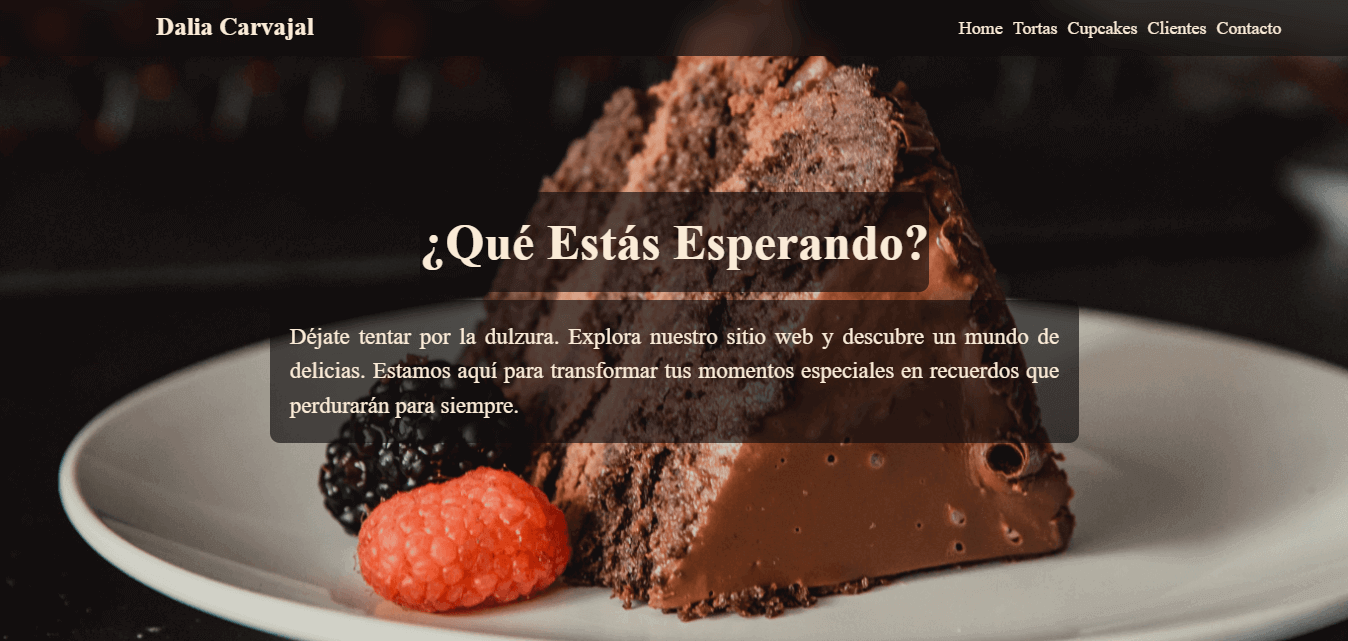 Dalia Carvajal
Home Tortas Cupcakes Clientes Contacto
¿Qué Estás Esperando?
Déjate tentar por la dulzura. Explora nuestro sitio web y descubre un mundo de
delicias. Estamos aquí para transformar tus momentos especiales en recuerdos que
perdurarán para siempre.